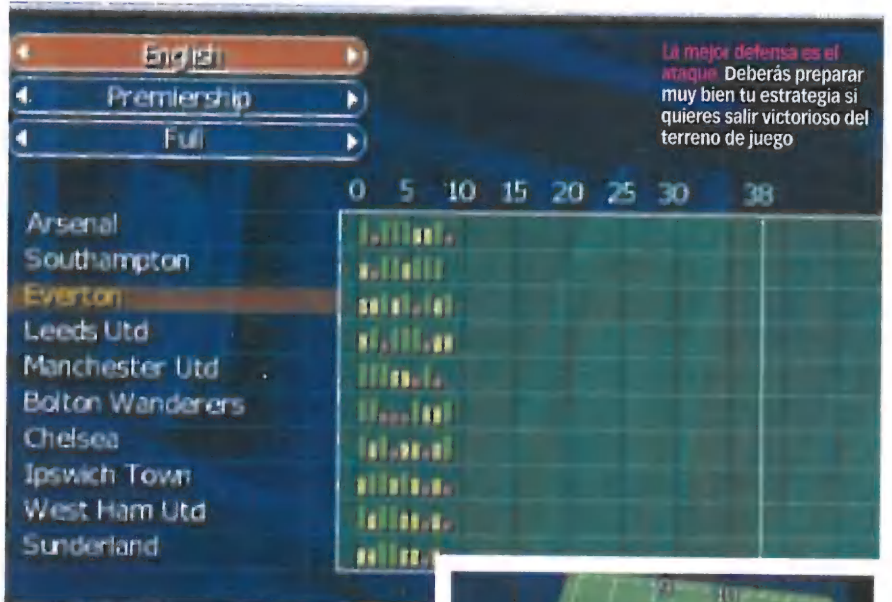 English
Premiership
Full
La mejor defensa es el
ataque. Deberás preparar
muy bien tu estrategia si
quieres salir victorioso del
terreno de juego
0 5 10 15 20 25 30 38
Arsenal
Southampton
Everton
Leeds Utd
Manchester Utd
Bolton Wanderers
Chelsea
Ipswich Town
West Ham Utd
Sunderland